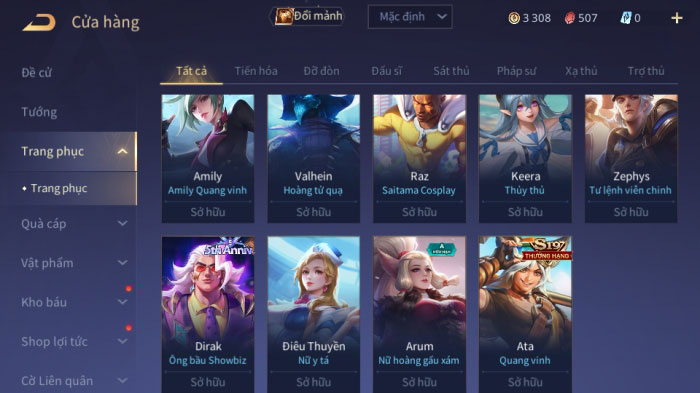 Cửa hàng
Đổi mảnh
Mặc định
3 308
507
0
Đề cử
Tướng
Trang phục
Trang phục
Quà cáp
Vật phẩm
Kho báu
Shop lợi tức
Cờ Liên quân
Tất cả
Tiến hóa
Đỡ đòn
Đấu sĩ
Sát thủ
Pháp sư
Xạ thủ
Trợ thủ
Amily
Amily Quang vinh
Sở hữu
Valhein
Hoàng tử quạ
Sở hữu
Raz
Saitama Cosplay
Sở hữu
Keera
Thủy thủ
Sở hữu
Zephys
Tư lệnh viễn chinh
Sở hữu
5th Anniv
Dirak
Ông bầu Showbiz
Sở hữu
Điêu Thuyền
Nữ y tá
Sở hữu
Arum
Nữ hoàng gấu xám
Sở hữu
S197
THƯỞNG HẠNG
Ata
Quang vinh
Sở hữu